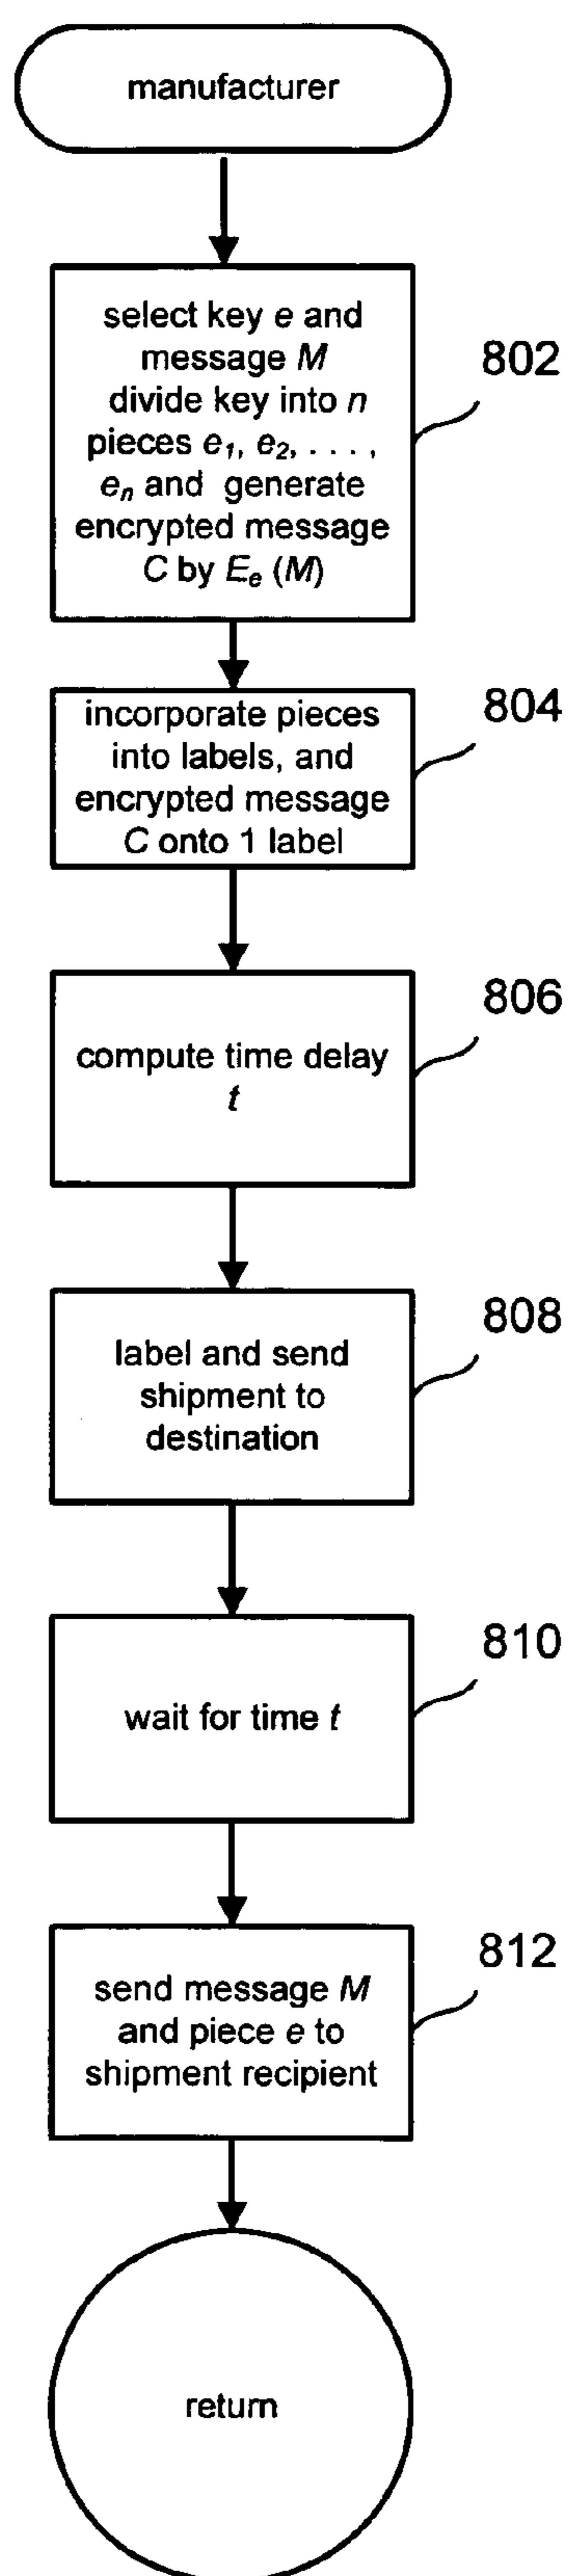 manufacturer
select key e and
message M
divide key into n
pieces e₁, e₂, . . . ,
eₙ and generate
encrypted message
C by Eₑ (M)
802
incorporate pieces
into labels, and
encrypted message
C onto 1 label
804
compute time delay
t
806
label and send
shipment to
destination
808
wait for time t
810
send message M
and piece e to
shipment recipient
812
return